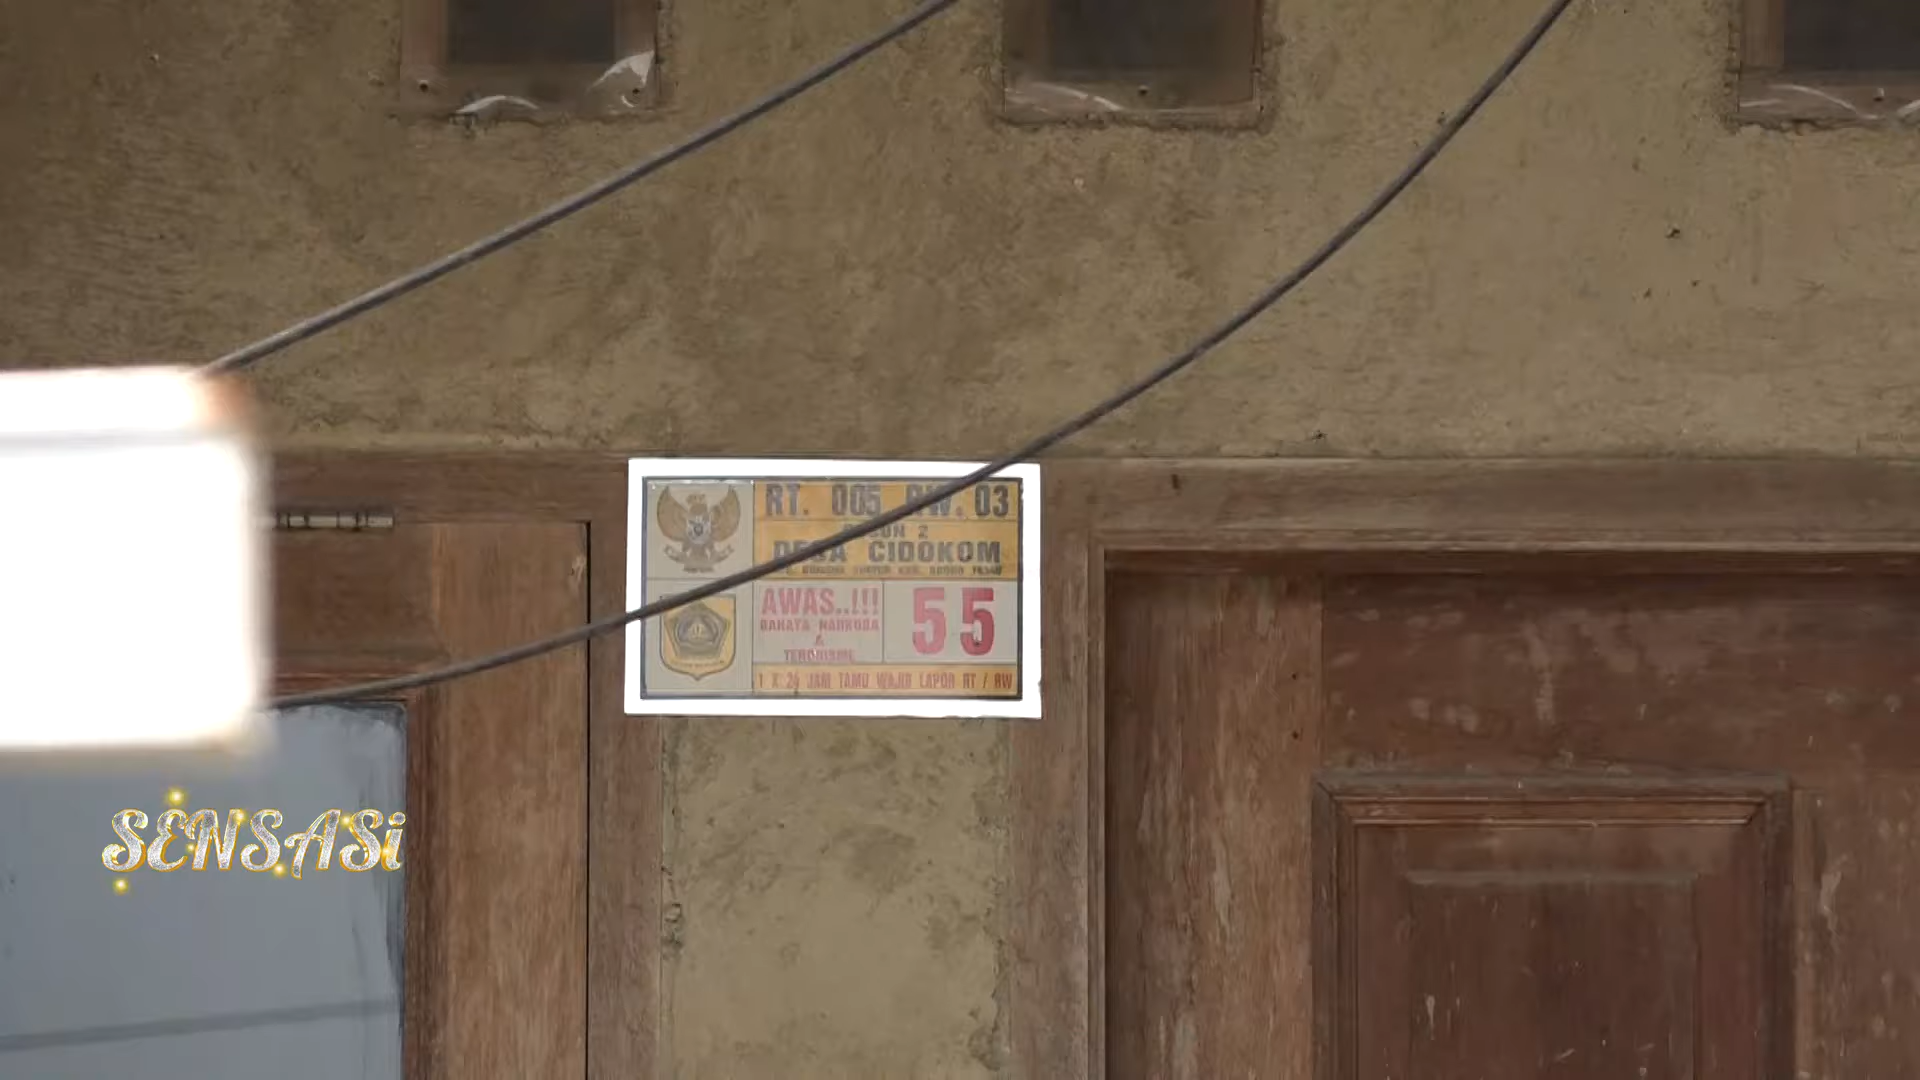 RT. 005 RW. 03
DUSUN 2
DESA CIDOKOM
AWAS..!!!
BAHAYA NARKOBA
&
TERORISME
55
1 X 24 JAM TAMU WAJIB LAPOR RT / RW
SENSASi